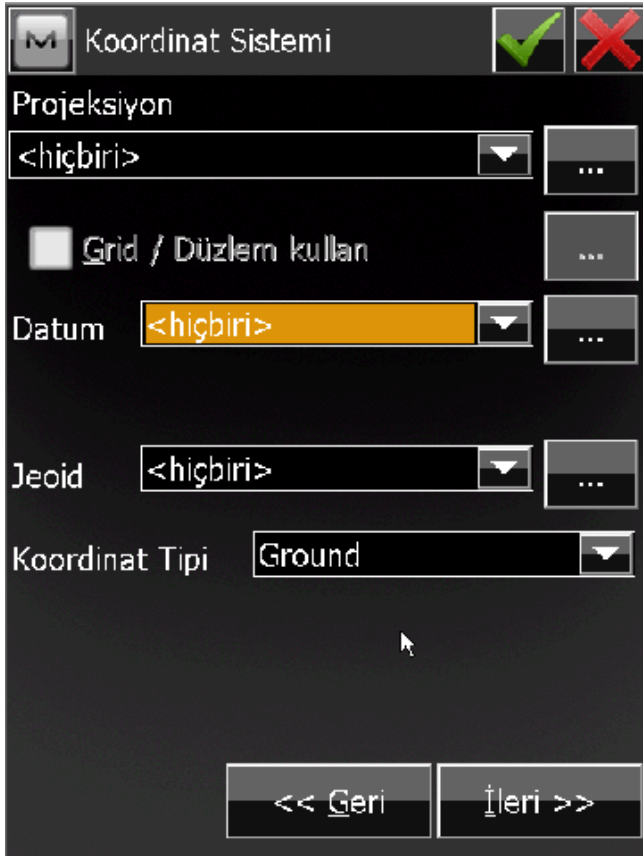 Koordinat Sistemi
Projeksiyon
<hiçbiri>
...
Grid / Düzlem kullan
...
Datum
<hiçbiri>
...
Jeoid
<hiçbiri>
...
Koordinat Tipi
Ground
<< Geri
İleri >>